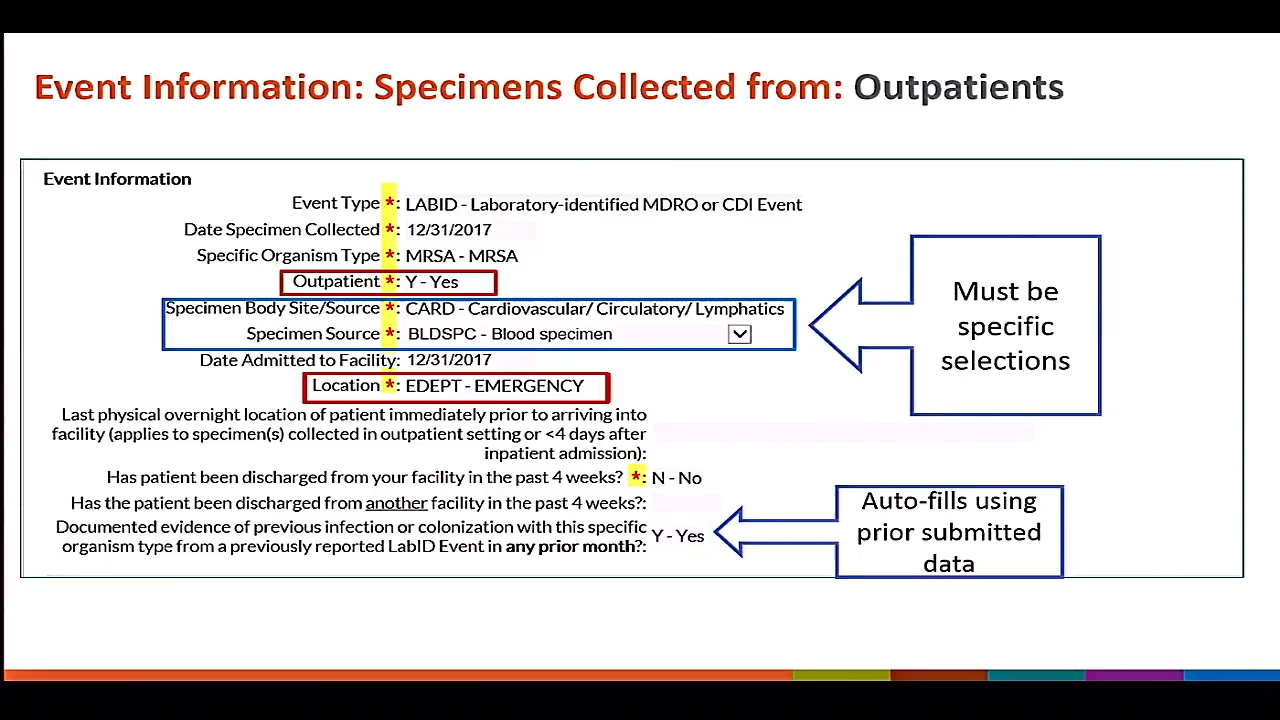 Event Information: Specimens Collected from: Outpatients
Event Information
Event Type *: LABID - Laboratory-identified MDRO or CDI Event
Date Specimen Collected *: 12/31/2017
Specific Organism Type *: MRSA - MRSA
Outpatient *: Y - Yes
Specimen Body Site/Source *: CARD - Cardiovascular/ Circulatory/ Lymphatics
Specimen Source *: BLDSPC - Blood specimen
Date Admitted to Facility: 12/31/2017
Location *: EDEPT - EMERGENCY
Last physical overnight location of patient immediately prior to arriving into
facility (applies to specimen(s) collected in outpatient setting or <4 days after
inpatient admission):
Has patient been discharged from your facility in the past 4 weeks? *: N - No
Has the patient been discharged from another facility in the past 4 weeks?:
Documented evidence of previous infection or colonization with this specific
organism type from a previously reported LabID Event in any prior month?: Y - Yes
Must be
specific
selections
Auto-fills using
prior submitted
data